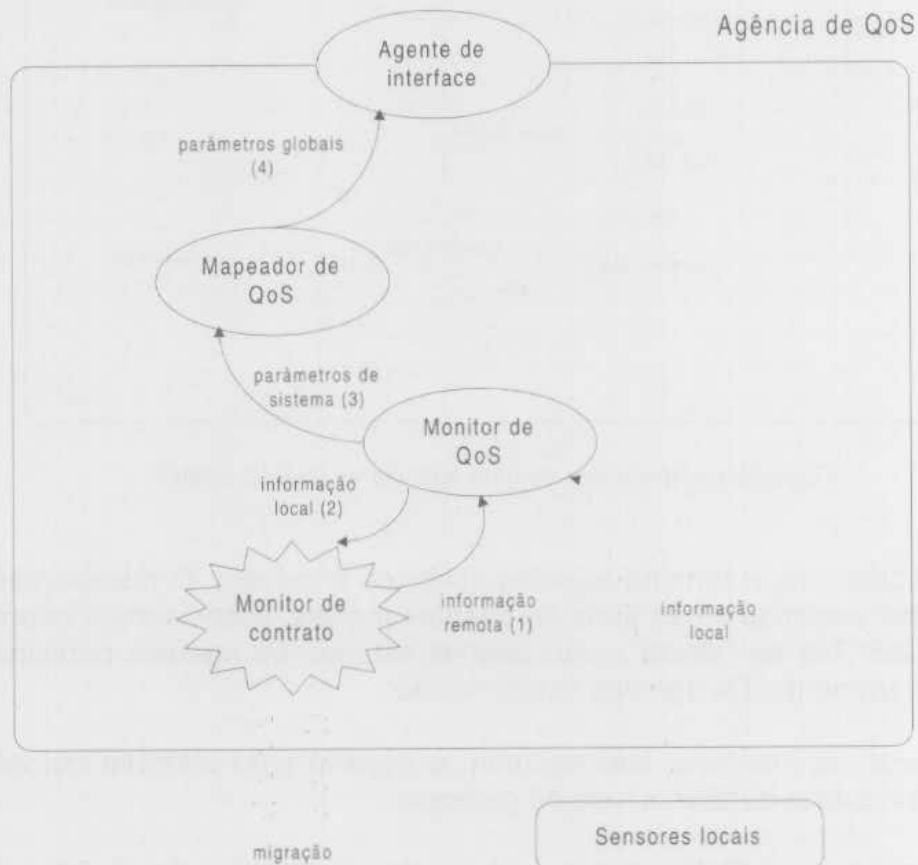 Agência de QoS
Agente de
interface
parâmetros globais
(4)
Mapeador de
QoS
parâmetros de
sistema (3)
Monitor de
QoS
informação
local (2)
Monitor de
contrato
informação
remota (1)
informação
local
Sensores locais
migração